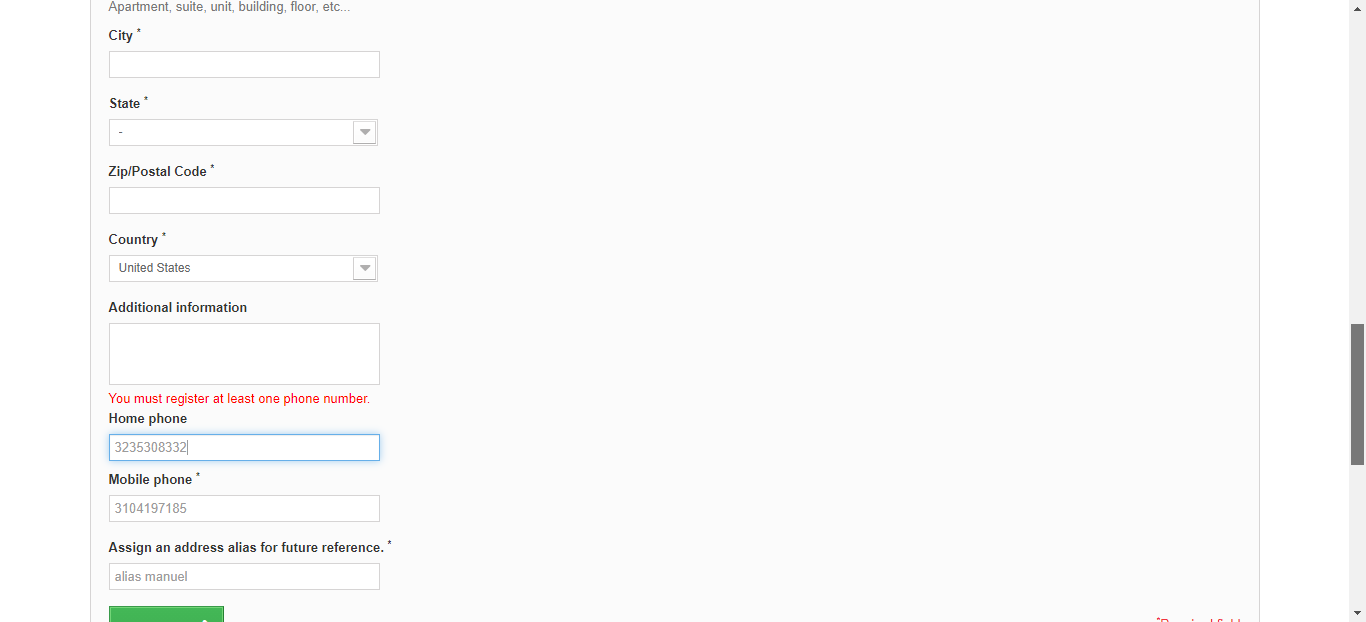 Apartment, suite, unit, building, floor, etc...
City *
State *
-
Zip/Postal Code *
Country *
United States
Additional information
You must register at least one phone number.
Home phone
3235308332
Mobile phone *
3104197185
Assign an address alias for future reference. *
alias manuel